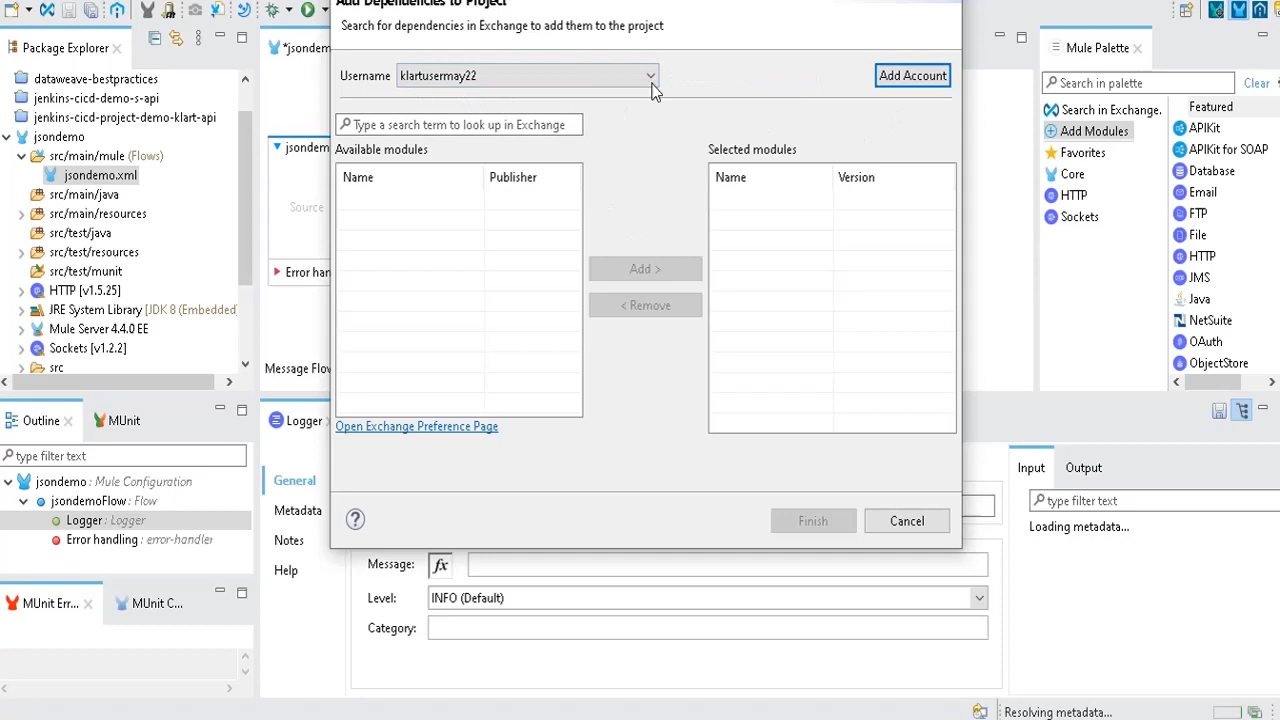 Package Explorer
dataweave-bestpractices
jenkins-cicd-demo-s-api
jenkins-cicd-project-demo-klart-api
jsondemo
src/main/mule (Flows)
jsondemo.xml
src/main/java
src/main/resources
src/test/java
src/test/resources
src/test/munit
HTTP [v1.5.25]
JRE System Library [JDK 8 (Embedded)
Mule Server 4.4.0 EE
Sockets [v1.2.2]
src
Outline
MUnit
type filter text
jsondemo : Mule Configuration
jsondemoFlow : Flow
Logger : Logger
Error handling : error-handler
MUnit Err...
MUnit C...
*jsondem
jsondem
Source
Error han
Message Flow
Add Dependencies to Project
Search for dependencies in Exchange to add them to the project
Username
klartusermay22
Add Account
Type a search term to look up in Exchange
Available modules
Selected modules
Name
Publisher
Name
Version
Add >
< Remove
Open Exchange Preference Page
?
Finish
Cancel
Logger
General
Metadata
Notes
Help
Message:
fx
Level:
INFO (Default)
Category:
Mule Palette
Search in palette
Clear
Search in Exchange.
Add Modules
Favorites
Core
HTTP
Sockets
Featured
APIKit
APIKit for SOAP
Database
Email
FTP
File
HTTP
JMS
Java
NetSuite
OAuth
ObjectStore
Input
Output
type filter text
Loading metadata...
Resolving metadata...